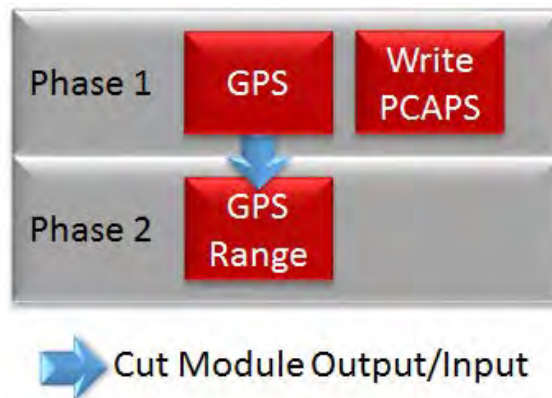 Phase 1
GPS
Write
PCAPS
Phase 2
GPS
Range
Cut Module Output/Input